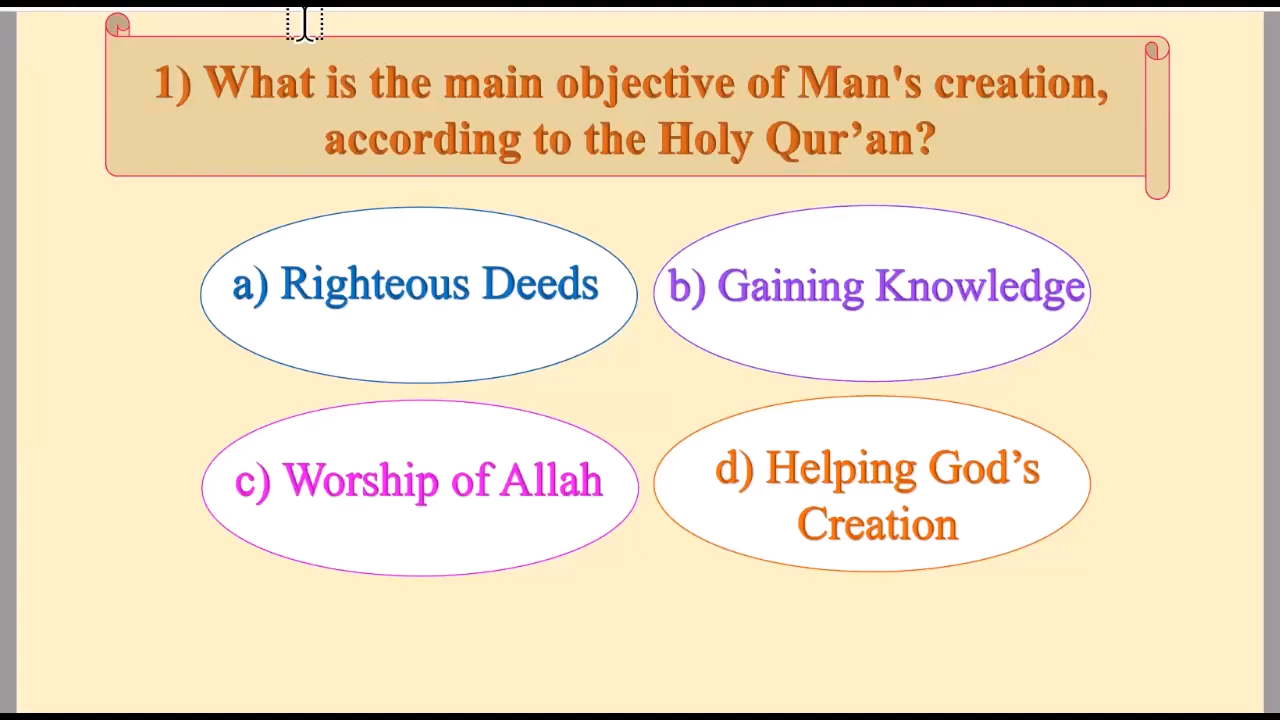 1) What is the main objective of Man's creation,
according to the Holy Qur’an?
a) Righteous Deeds
b) Gaining Knowledge
c) Worship of Allah
d) Helping God’s
Creation